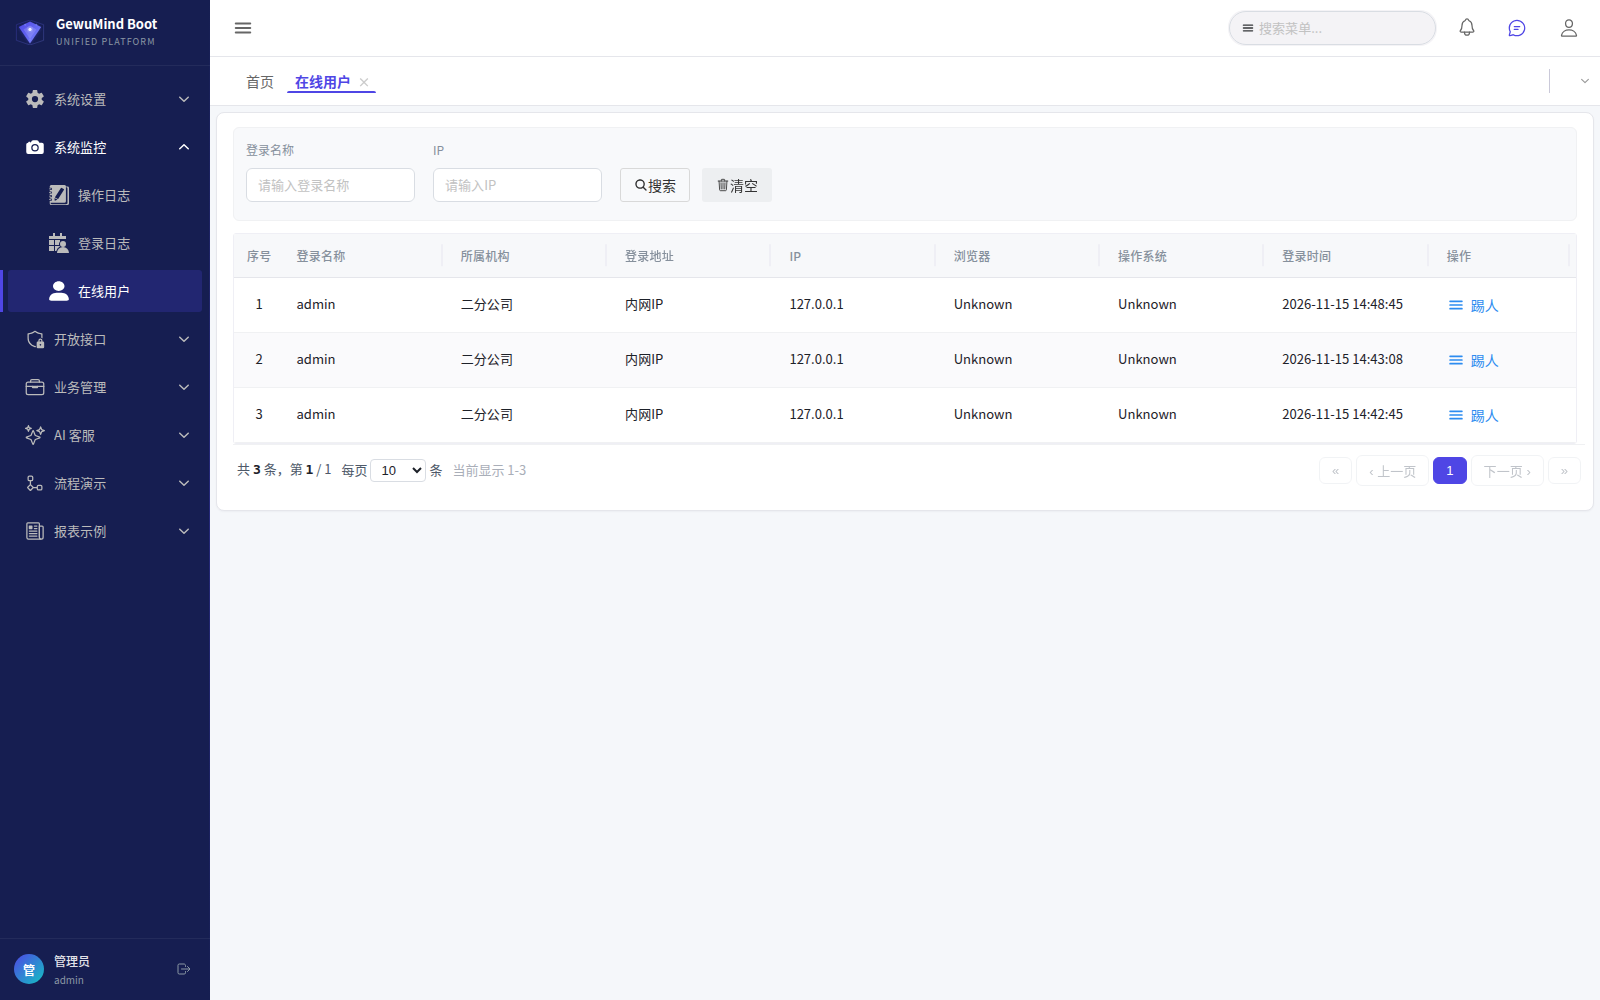 GewuMind Boot
UNIFIED PLATFORM
系统设置
系统监控
操作日志
登录日志
在线用户
开放接口
业务管理
AI 客服
流程演示
报表示例
管
管理员
admin
搜索菜单...
首页
在线用户
登录名称
IP
请输入登录名称
请输入IP
搜索
清空
序号 登录名称 所属机构 登录地址 IP 浏览器 操作系统 登录时间 操作
1 admin 二分公司 内网IP 127.0.0.1 Unknown Unknown 2026-11-15 14:48:45 踢人
2 admin 二分公司 内网IP 127.0.0.1 Unknown Unknown 2026-11-15 14:43:08 踢人
3 admin 二分公司 内网IP 127.0.0.1 Unknown Unknown 2026-11-15 14:42:45 踢人
共 3 条，第 1 / 1 每页 10 条 当前显示 1-3
« ‹ 上一页 1 下一页 › »